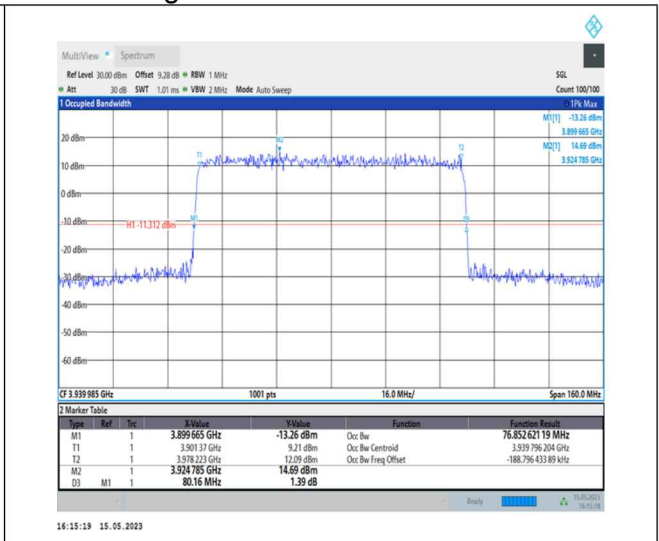 MultiView Spectrum
Ref Level 30.00 dBm Offset 9.28 dB RBW 1 MHz SGL
Att 30 dB SWT 1.01 ms VBW 2 MHz Mode Auto Sweep Count 100/100
1 Occupied Bandwidth 1Pk Max
M1[1] -13.26 dBm
3.899 665 GHz
M2[1] 14.69 dBm
3.924 785 GHz
20 dBm
M2
T1
T2
10 dBm
0 dBm
-10 dBm
H1 -11.312 dBm
M1
D3
-20 dBm
-30 dBm
-40 dBm
-50 dBm
-60 dBm
CF 3.939 985 GHz 1001 pts 16.0 MHz/ Span 160.0 MHz
2 Marker Table
Type Ref Trc X-Value Y-Value Function Function Result
M1 1 3.899 665 GHz -13.26 dBm Occ Bw 76.852 621 19 MHz
T1 1 3.901 37 GHz 9.21 dBm Occ Bw Centroid 3.939 796 204 GHz
T2 1 3.978 223 GHz 12.09 dBm Occ Bw Freq Offset -188.796 433 89 kHz
M2 1 3.924 785 GHz 14.69 dBm
D3 M1 1 80.16 MHz 1.39 dB
Ready 15.05.2023
16:15:18
16:15:19 15.05.2023